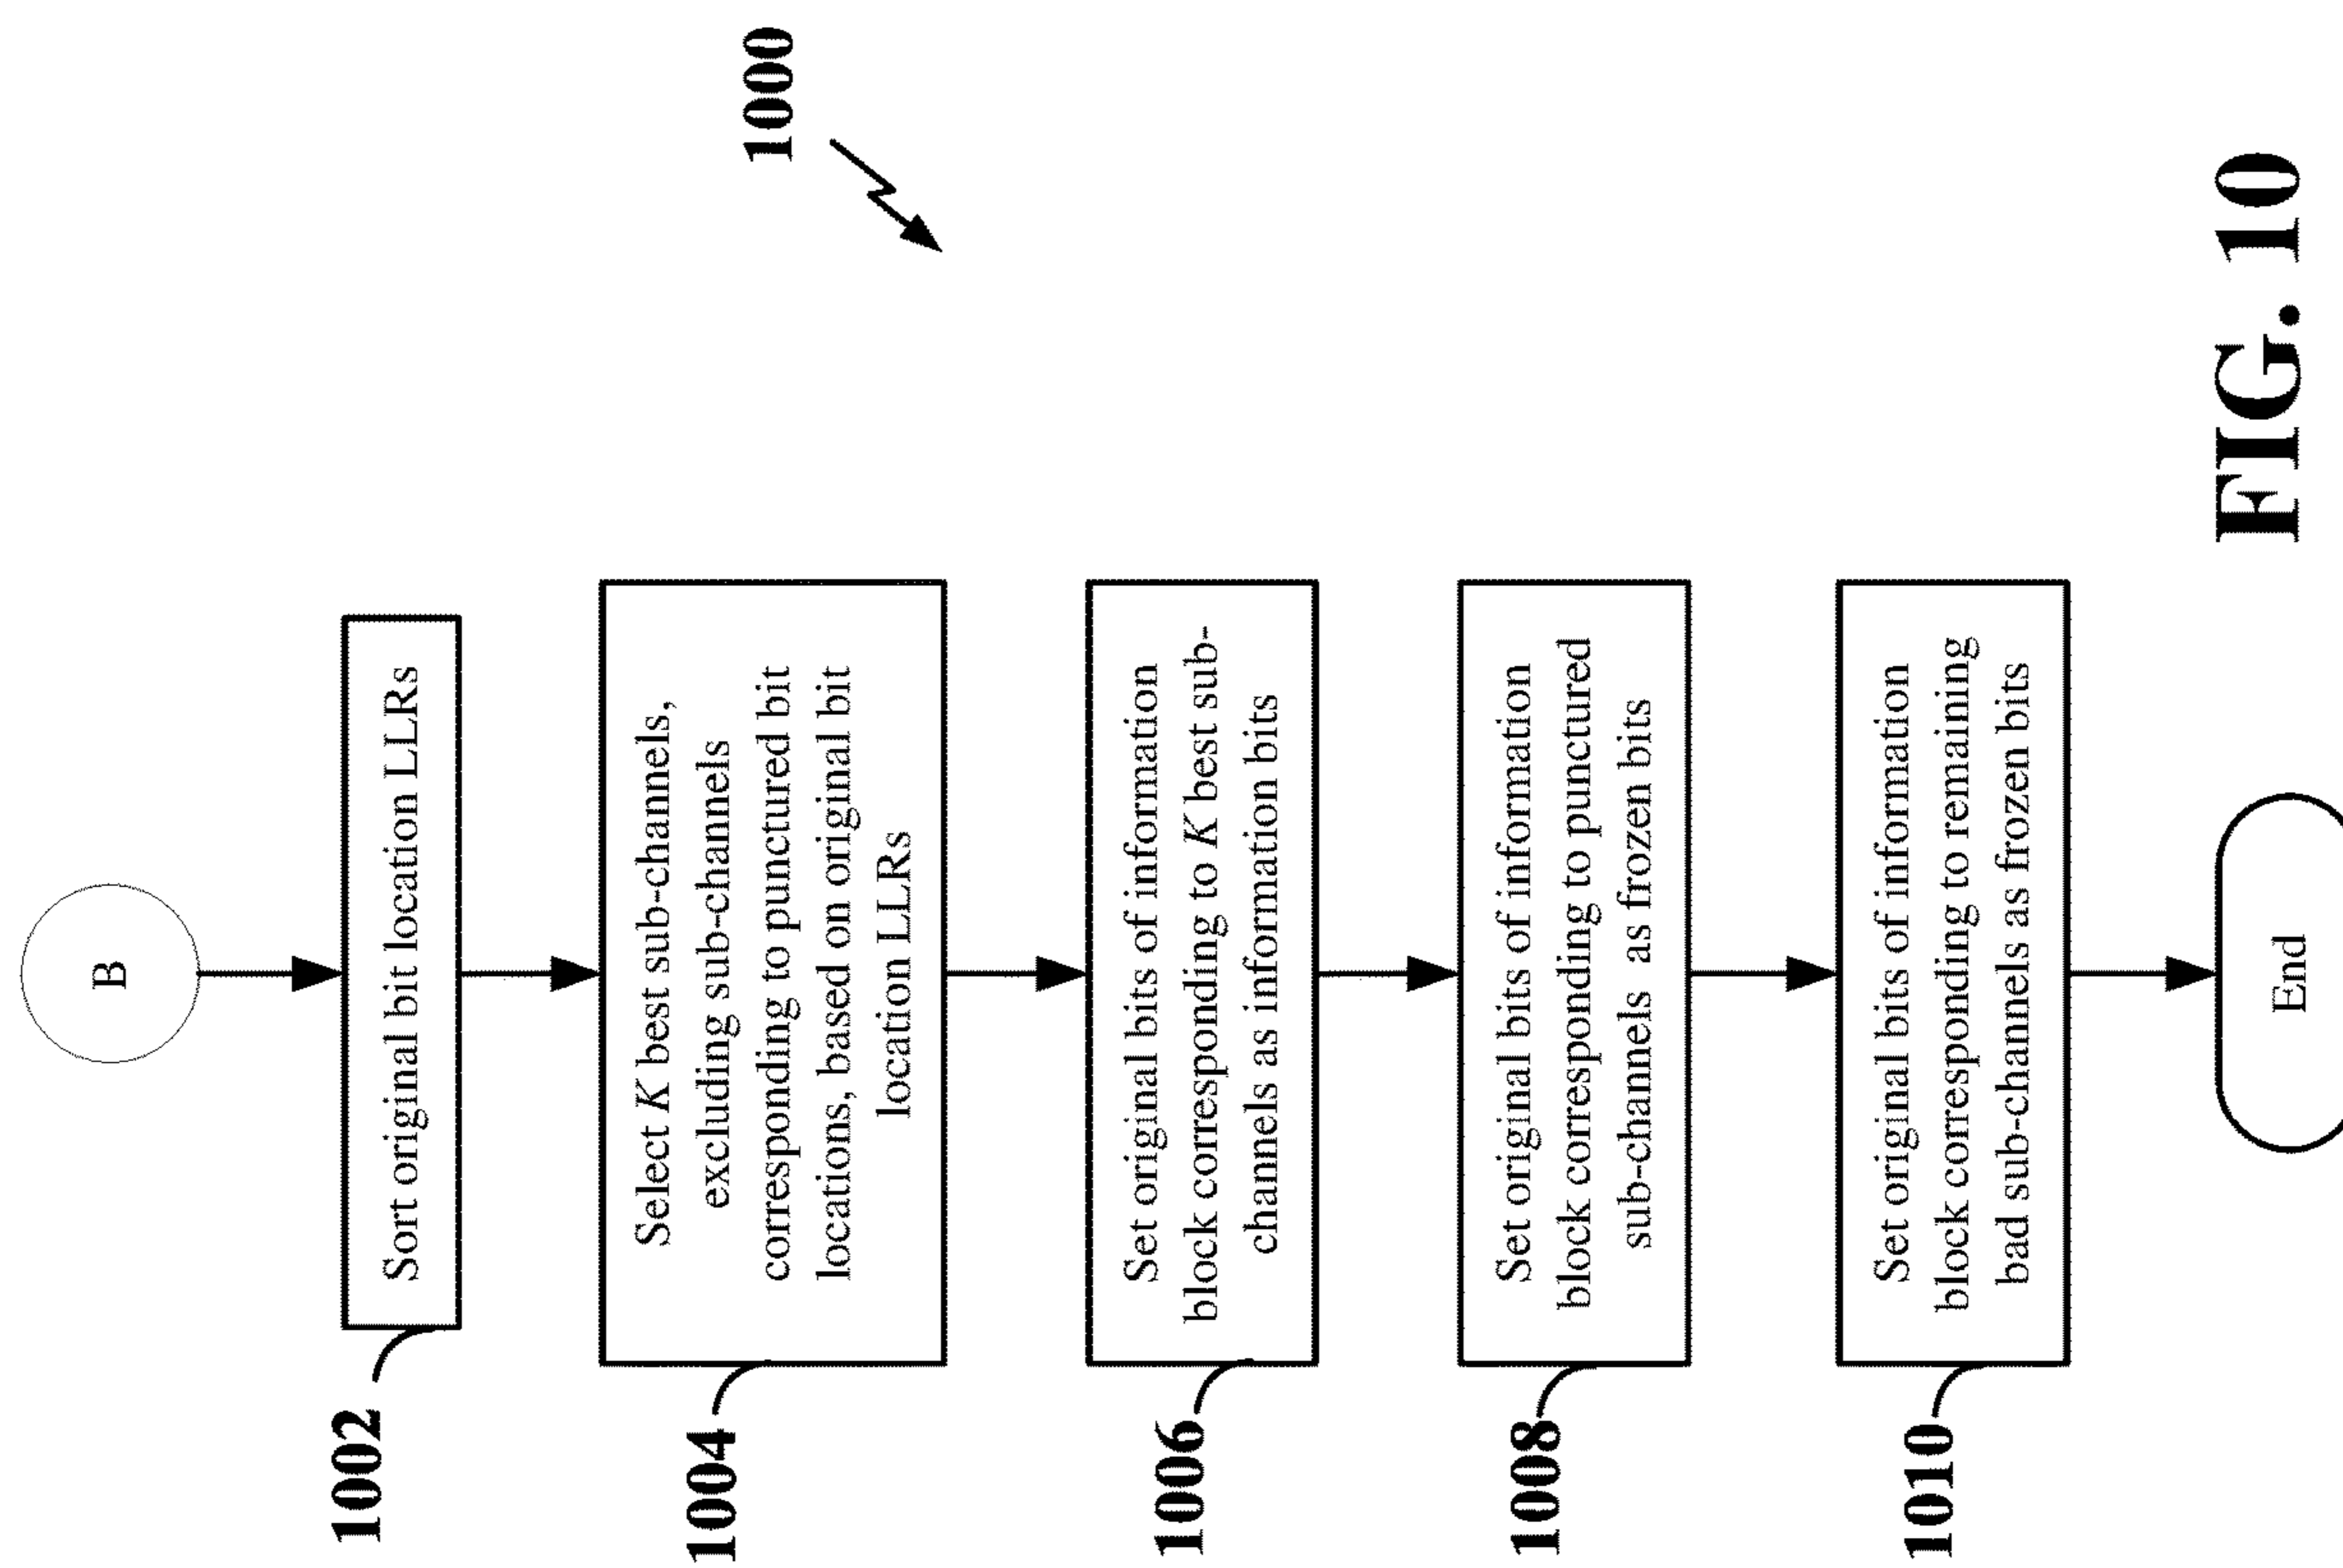 B
1000
1002
Sort original bit location LLRs
1004
Select K best sub-channels,
excluding sub-channels
corresponding to punctured bit
locations, based on original bit
location LLRs
1006
Set original bits of information
block corresponding to K best sub-
channels as information bits
1008
Set original bits of information
block corresponding to punctured
sub-channels as frozen bits
1010
Set original bits of information
block corresponding to remaining
bad sub-channels as frozen bits
End
FIG. 10